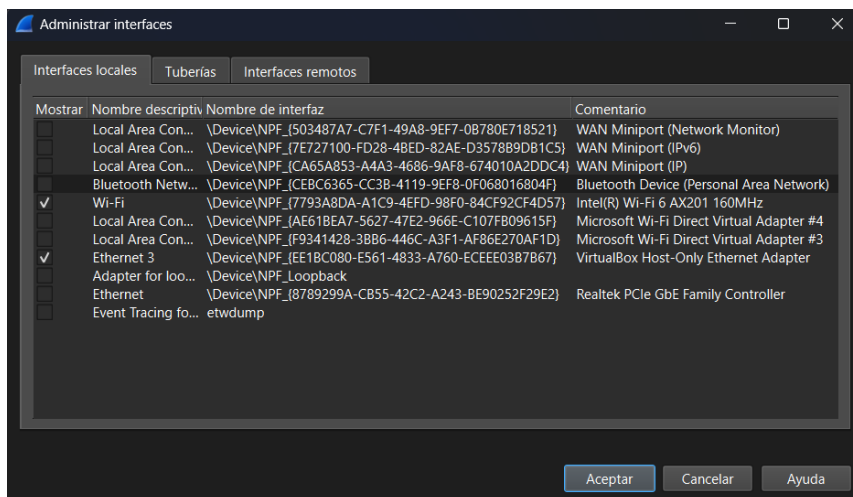 Administrar interfaces
Interfaces locales Tuberías Interfaces remotos
Mostrar Nombre descriptiv Nombre de interfaz Comentario
Local Area Con... \Device\NPF_{503487A7-C7F1-49A8-9EF7-0B780E718521} WAN Miniport (Network Monitor)
Local Area Con... \Device\NPF_{7E727100-FD28-4BED-82AE-D3578B9DB1C5} WAN Miniport (IPv6)
Local Area Con... \Device\NPF_{CA65A853-A4A3-4686-9AF8-674010A2DDC4} WAN Miniport (IP)
Bluetooth Netw... \Device\NPF_{CEBC6365-CC3B-4119-9EF8-0F068016804F} Bluetooth Device (Personal Area Network)
Wi-Fi \Device\NPF_{7793A8DA-A1C9-4EFD-98F0-84CF92CF4D57} Intel(R) Wi-Fi 6 AX201 160MHz
Local Area Con... \Device\NPF_{AE61BEA7-5627-47E2-966E-C107FB09615F} Microsoft Wi-Fi Direct Virtual Adapter #4
Local Area Con... \Device\NPF_{F9341428-3BB6-446C-A3F1-AF86E270AF1D} Microsoft Wi-Fi Direct Virtual Adapter #3
Ethernet 3 \Device\NPF_{EE1BC080-E561-4833-A760-ECEEE03B7B67} VirtualBox Host-Only Ethernet Adapter
Adapter for loo... \Device\NPF_Loopback
Ethernet \Device\NPF_{8789299A-CB55-42C2-A243-BE90252F29E2} Realtek PCIe GbE Family Controller
Event Tracing fo... etwdump
Aceptar Cancelar Ayuda